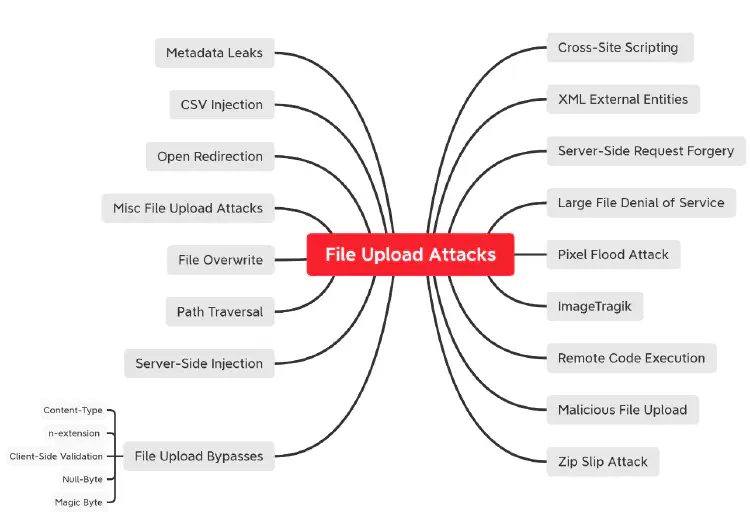 File Upload Attacks
Metadata Leaks
CSV Injection
Open Redirection
Misc File Upload Attacks
File Overwrite
Path Traversal
Server-Side Injection
File Upload Bypasses
Content-Type
n-extension
Client-Side Validation
Null-Byte
Magic Byte
Cross-Site Scripting
XML External Entities
Server-Side Request Forgery
Large File Denial of Service
Pixel Flood Attack
ImageTragik
Remote Code Execution
Malicious File Upload
Zip Slip Attack